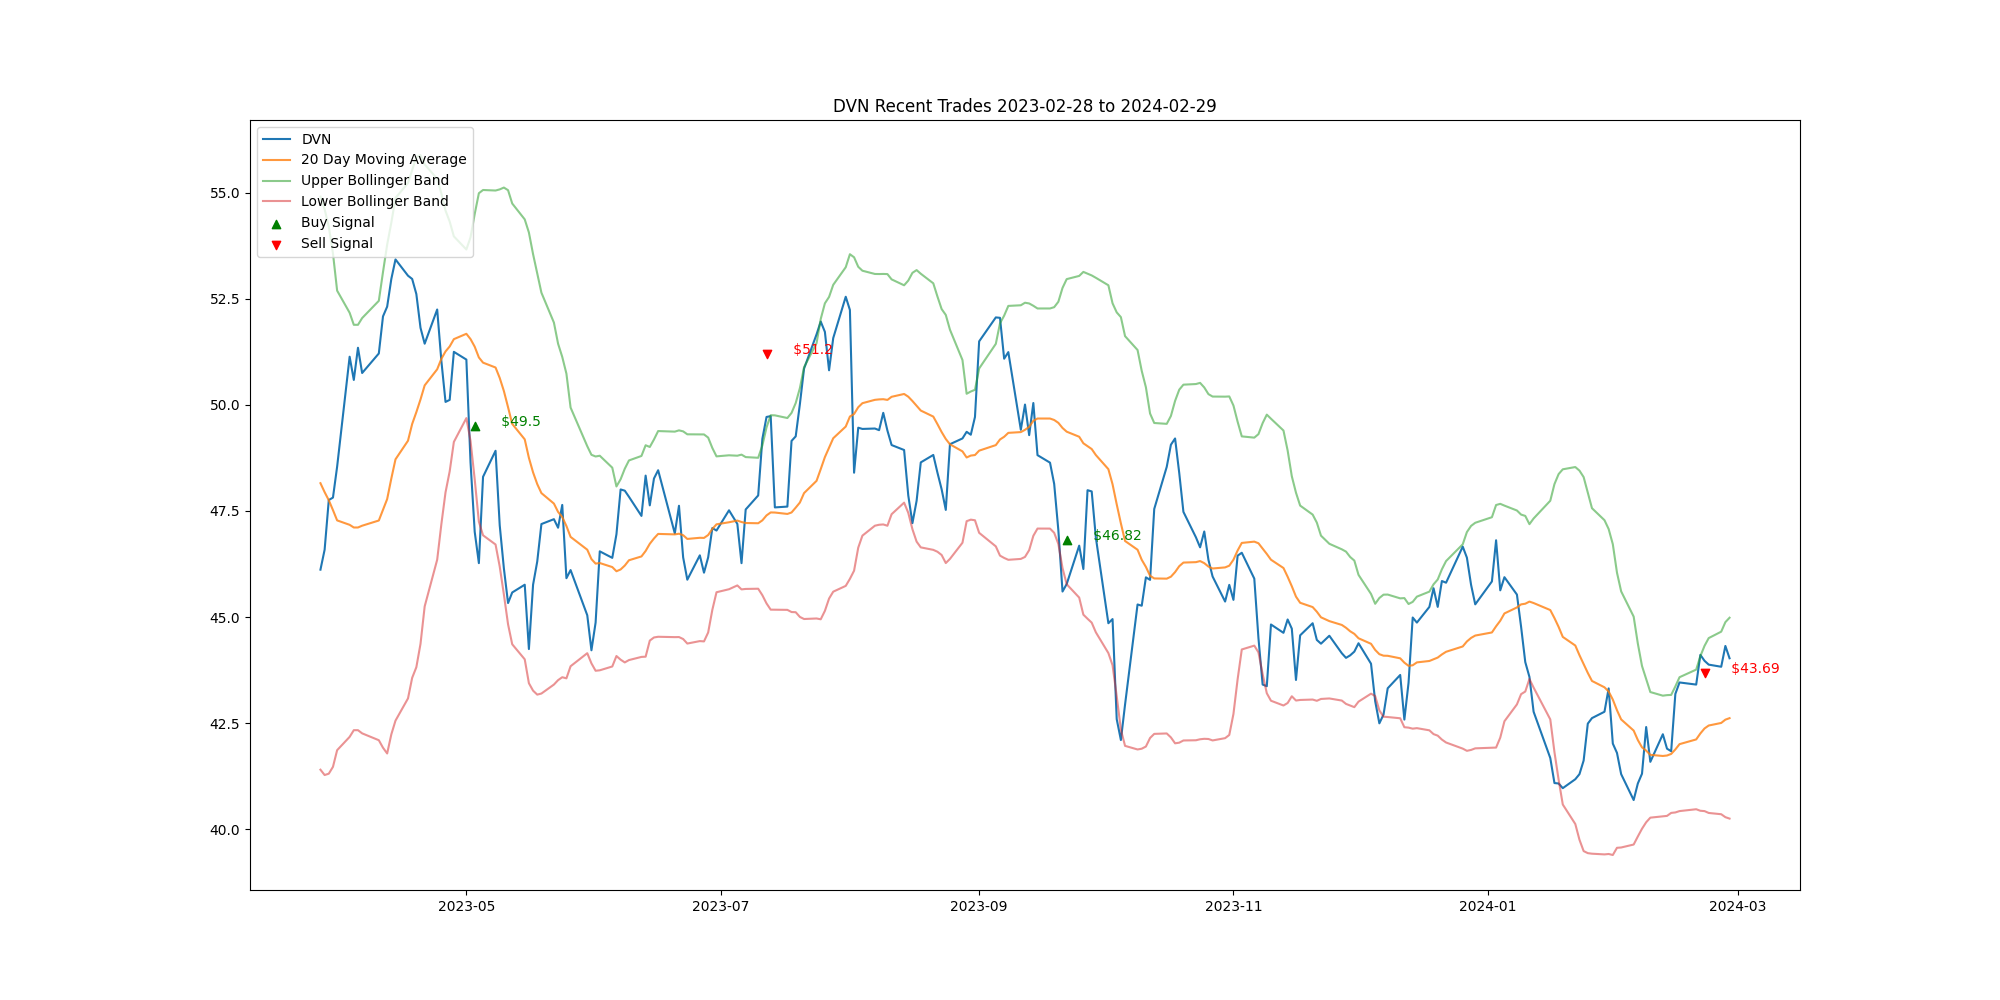 DVN Recent Trades 2023-02-28 to 2024-02-29
DVN
20 Day Moving Average
Upper Bollinger Band
Lower Bollinger Band
Buy Signal
Sell Signal
55.0
52.5
50.0
47.5
45.0
42.5
40.0
$49.5
$51.2
$46.82
$43.69
2023-05
2023-07
2023-09
2023-11
2024-01
2024-03